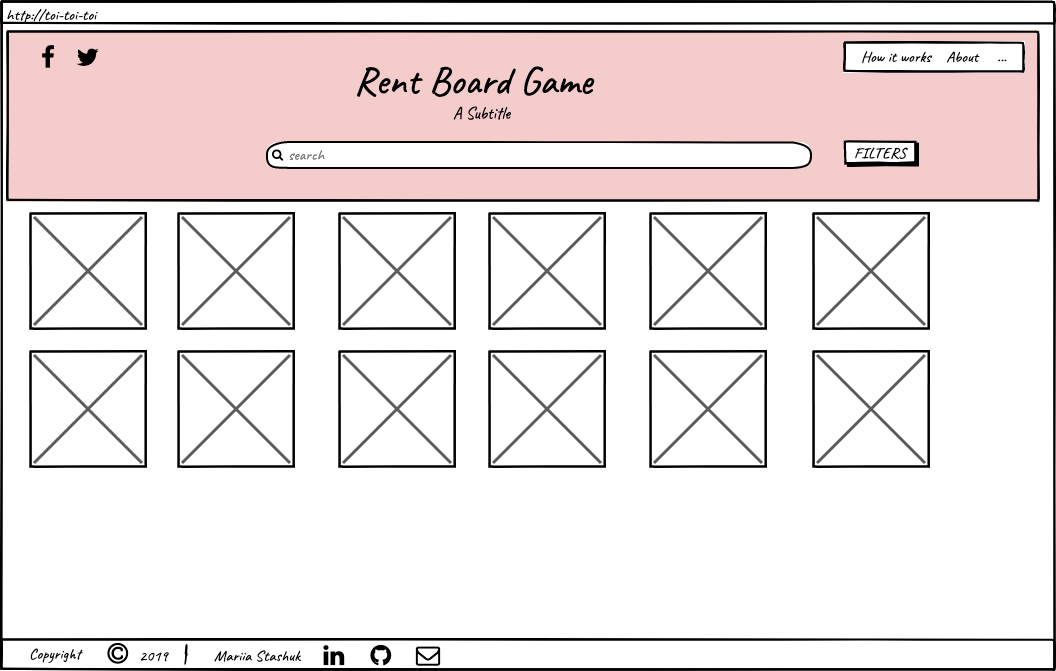 http://toi-toi-toi
How it works About ...
Rent Board Game
A Subtitle
search
FILTERS
Copyright © 2019 | Mariia Stashuk